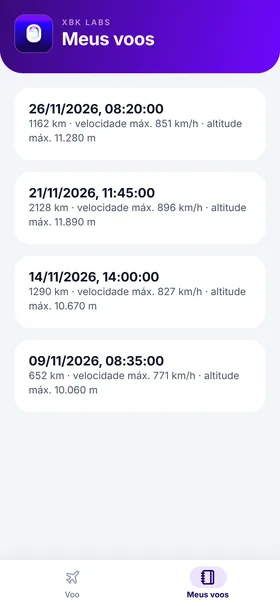 XBK LABS
Meus voos
26/11/2026, 08:20:00
1162 km · velocidade máx. 851 km/h · altitude
máx. 11.280 m
21/11/2026, 11:45:00
2128 km · velocidade máx. 896 km/h · altitude
máx. 11.890 m
14/11/2026, 14:00:00
1290 km · velocidade máx. 827 km/h · altitude
máx. 10.670 m
09/11/2026, 08:35:00
652 km · velocidade máx. 771 km/h · altitude
máx. 10.060 m
Voo
Meus voos